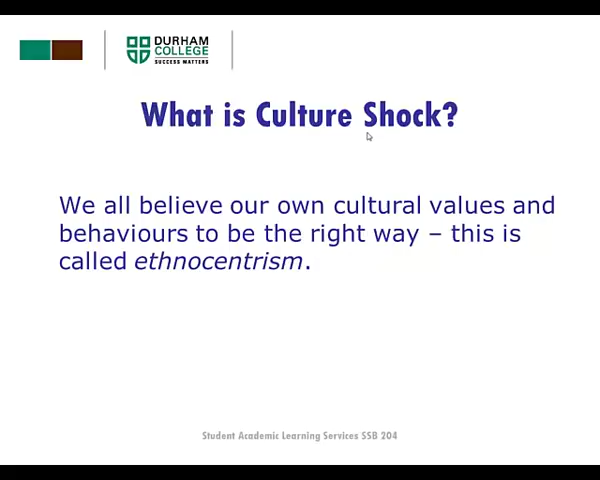 DURHAM
COLLEGE
SUCCESS MATTERS
What is Culture Shock?
We all believe our own cultural values and
behaviours to be the right way – this is
called ethnocentrism.
Student Academic Learning Services SSB 204